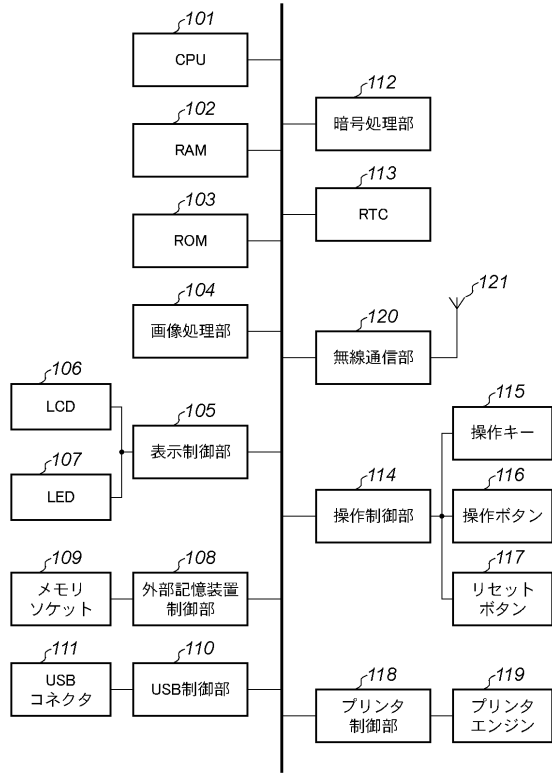 101
CPU
102
RAM
103
ROM
104
画像処理部
106
LCD
105
表示制御部
107
LED
109
メモリ
ソケット
108
外部記憶装置
制御部
111
USB
コネクタ
110
USB制御部
112
暗号処理部
113
RTC
121
120
無線通信部
115
操作キー
114
操作制御部
116
操作ボタン
117
リセット
ボタン
118
プリンタ
制御部
119
プリンタ
エンジン